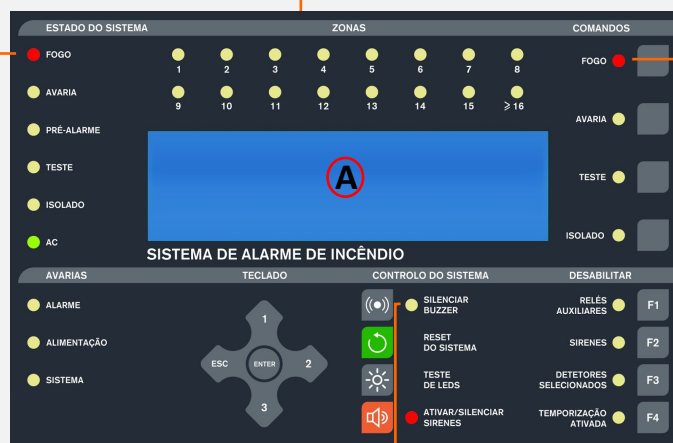 ESTADO DO SISTEMA
ZONAS
COMANDOS
FOGO
1 2 3 4 5 6 7 8
FOGO
AVARIA
9 10 11 12 13 14 15 ⩾16
AVARIA
PRÉ-ALARME
TESTE
A
TESTE
ISOLADO
ISOLADO
AC
SISTEMA DE ALARME DE INCÊNDIO
AVARIAS
TECLADO
CONTROLO DO SISTEMA
DESABILITAR
ALARME
ALIMENTAÇÃO
SISTEMA
1
ESC ENTER 2
3
SILENCIAR
BUZZER
RESET
DO SISTEMA
TESTE
DE LEDS
ATIVAR/SILENCIAR
SIRENES
RELÉS
AUXILIARES
F1
SIRENES
F2
DETETORES
SELECIONADOS
F3
TEMPORIZAÇÃO
ATIVADA
F4